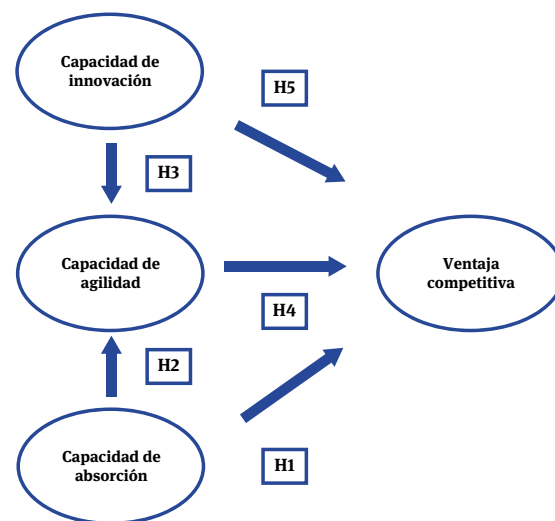 Capacidad de
innovación
H5
H3
Capacidad de
agilidad
Ventaja
competitiva
H4
H2
Capacidad de
absorción
H1